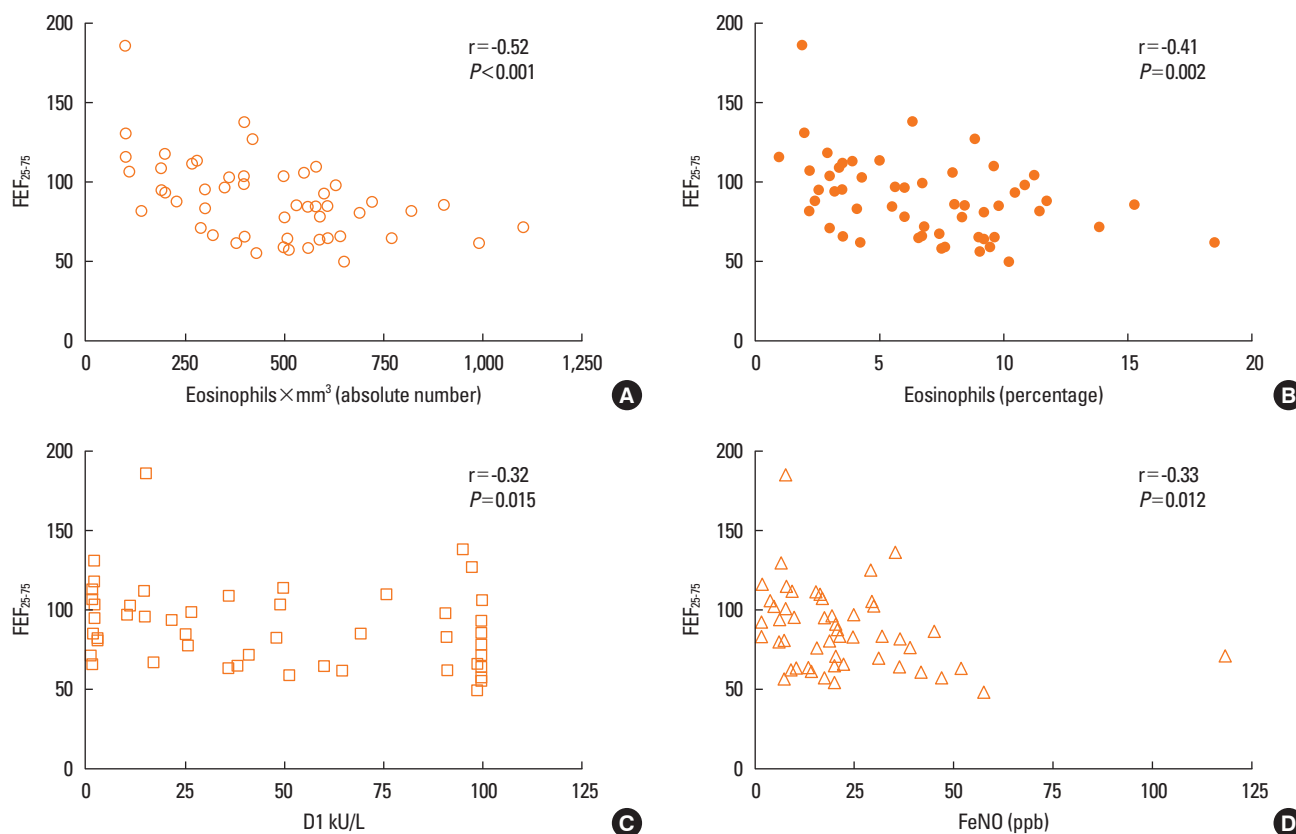 200
150
100
50
0
FEF25-75
r=-0.52
P<0.001
0 250 500 750 1,000 1,250
Eosinophils×mm³ (absolute number)
A
200
150
100
50
0
FEF25-75
r=-0.41
P=0.002
0 5 10 15 20
Eosinophils (percentage)
B
200
150
100
50
0
FEF25-75
r=-0.32
P=0.015
0 25 50 75 100 125
D1 kU/L
C
200
150
100
50
0
FEF25-75
r=-0.33
P=0.012
0 25 50 75 100 125
FeNO (ppb)
D